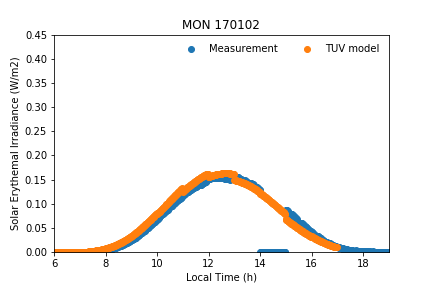 MON 170102
Measurement
TUV model
Solar Erythemal Irradiance (W/m2)
0.45
0.40
0.35
0.30
0.25
0.20
0.15
0.10
0.05
0.00
6 8 10 12 14 16 18
Local Time (h)